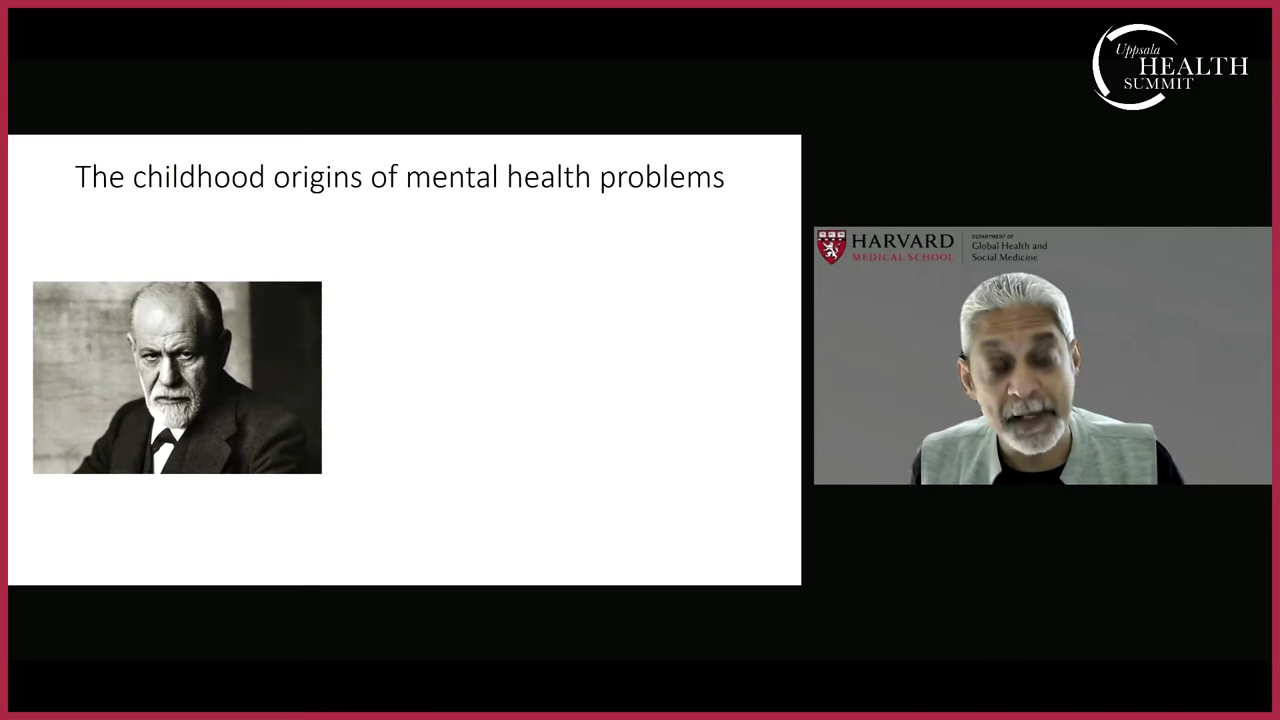 Uppsala
HEALTH
SUMMIT
The childhood origins of mental health problems
HARVARD
MEDICAL SCHOOL
DEPARTMENT OF
Global Health and
Social Medicine